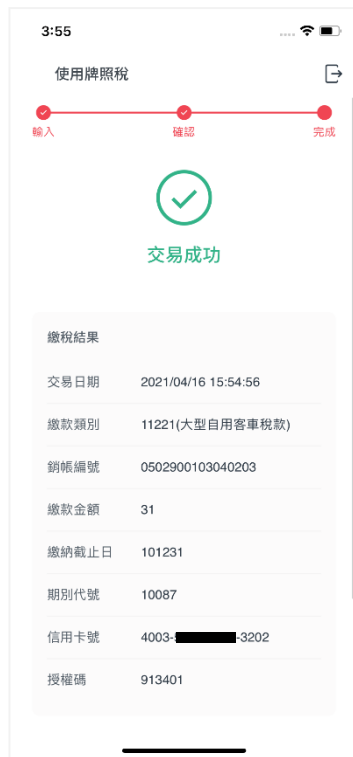 3:55
使用牌照稅
輸入 確認 完成
交易成功
繳稅結果
交易日期 2021/04/16 15:54:56
繳款類別 11221(大型自用客車稅款)
銷帳編號 0502900103040203
繳款金額 31
繳納截止日 101231
期別代號 10087
信用卡號 4003- -3202
授權碼 913401